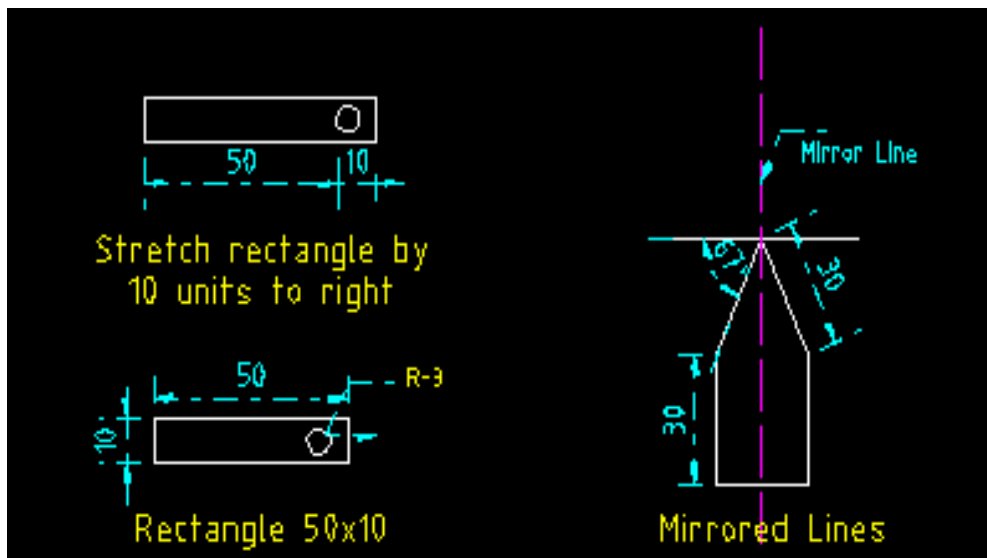 50
10
Stretch rectangle by
10 units to right
50
R-3
10
Rectangle 50x10
Mirror Line
67°
30
30
Mirrored Lines